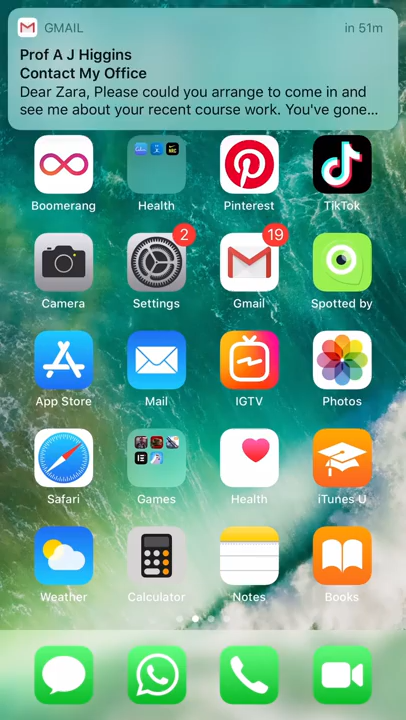 GMAIL in 51m
Prof A J Higgins
Contact My Office
Dear Zara, Please could you arrange to come in and
see me about your recent course work. You've gone...
Boomerang Health Pinterest TikTok
2 19
Camera Settings Gmail Spotted by
App Store Mail IGTV Photos
Safari Games Health iTunes U
Weather Calculator Notes Books